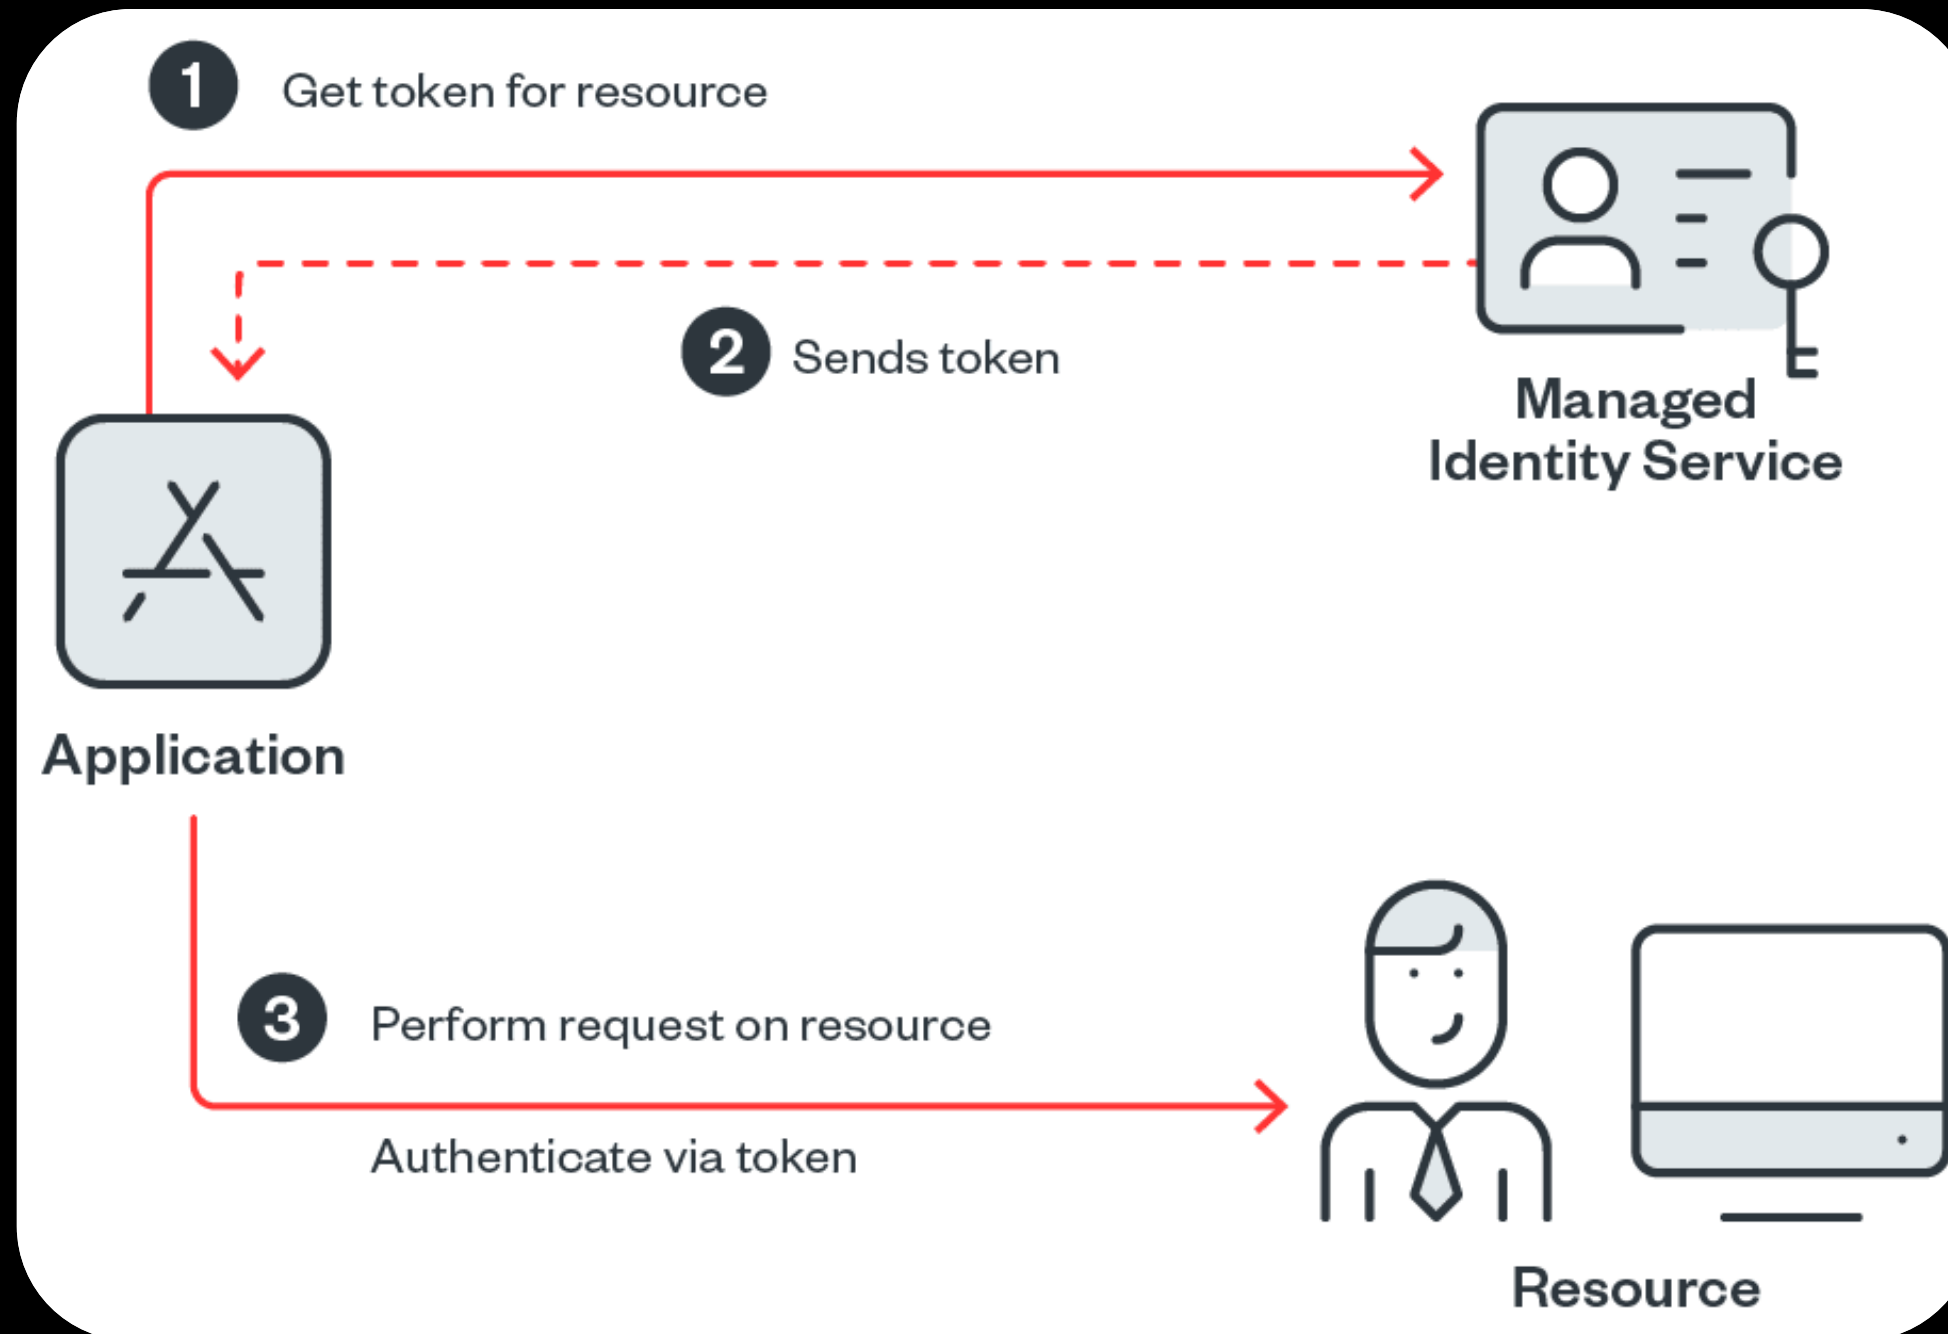 1 Get token for resource
2 Sends token
Managed
Identity Service
Application
3 Perform request on resource
Authenticate via token
Resource